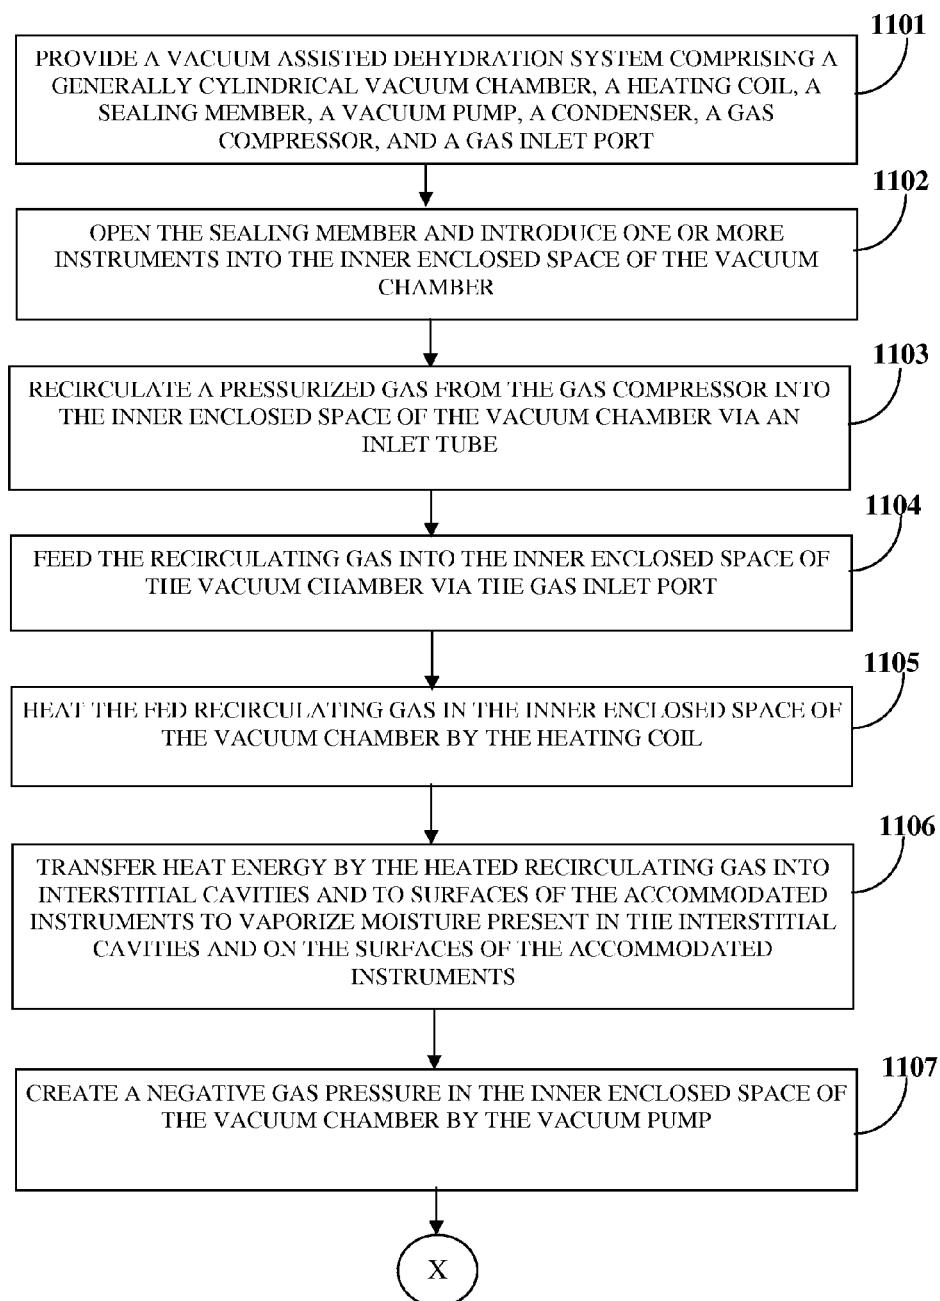 1101
PROVIDE A VACUUM ASSISTED DEHYDRATION SYSTEM COMPRISING A
GENERALLY CYLINDRICAL VACUUM CHAMBER, A HEATING COIL, A
SEALING MEMBER, A VACUUM PUMP, A CONDENSER, A GAS
COMPRESSOR, AND A GAS INLET PORT
1102
OPEN THE SEALING MEMBER AND INTRODUCE ONE OR MORE
INSTRUMENTS INTO THE INNER ENCLOSED SPACE OF THE VACUUM
CHAMBER
1103
RECIRCULATE A PRESSURIZED GAS FROM THE GAS COMPRESSOR INTO
THE INNER ENCLOSED SPACE OF THE VACUUM CHAMBER VIA AN
INLET TUBE
1104
FEED THE RECIRCULATING GAS INTO THE INNER ENCLOSED SPACE OF
THE VACUUM CHAMBER VIA THE GAS INLET PORT
1105
HEAT THE FED RECIRCULATING GAS IN THE INNER ENCLOSED SPACE OF
THE VACUUM CHAMBER BY THE HEATING COIL
1106
TRANSFER HEAT ENERGY BY THE HEATED RECIRCULATING GAS INTO
INTERSTITIAL CAVITIES AND TO SURFACES OF THE ACCOMMODATED
INSTRUMENTS TO VAPORIZE MOISTURE PRESENT IN THE INTERSTITIAL
CAVITIES AND ON THE SURFACES OF THE ACCOMMODATED
INSTRUMENTS
1107
CREATE A NEGATIVE GAS PRESSURE IN THE INNER ENCLOSED SPACE OF
THE VACUUM CHAMBER BY THE VACUUM PUMP
X